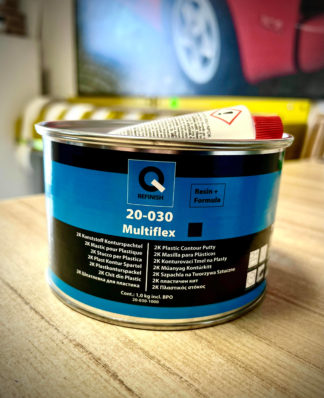 Q
REFINISH
Resin +
Formula
20-030
Multiflex
2K Kunststoff Konturspachtel
2K Mastic pour Plastique
2K Stucco per Plastica
2K Plast Kontur Spartel
2K Plastkonturspackel
2K Chit din Plastic
2K Шпатлевка для пластика
2K Plastic Contour Putty
2K Masilla para Plásticos
2K Konturovací Tmel na Plasty
2K Műanyag Kontúrkitt
2K Szpachla na Tworzywa Sztuczne
2K пластичен кит
2K Πλαστικός στόκος
Cont.: 1,0 kg incl. BPO
20-030-1000